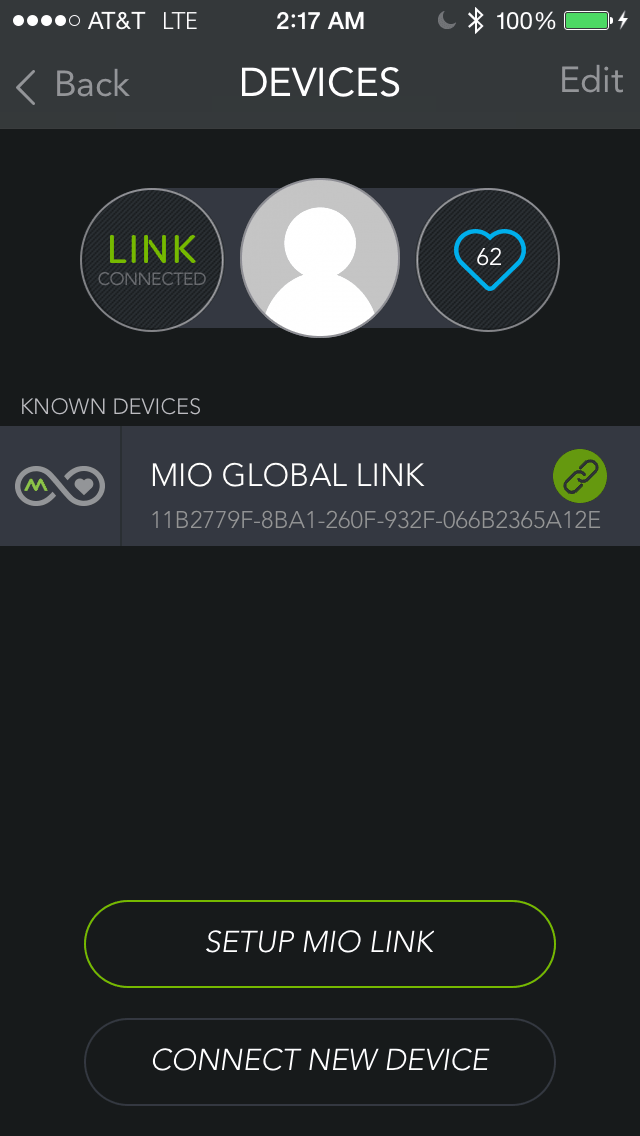 AT&T LTE 2:17 AM 100%
Back DEVICES Edit
LINK
CONNECTED
62
KNOWN DEVICES
MIO GLOBAL LINK
11B2779F-8BA1-260F-932F-066B2365A12E
SETUP MIO LINK
CONNECT NEW DEVICE